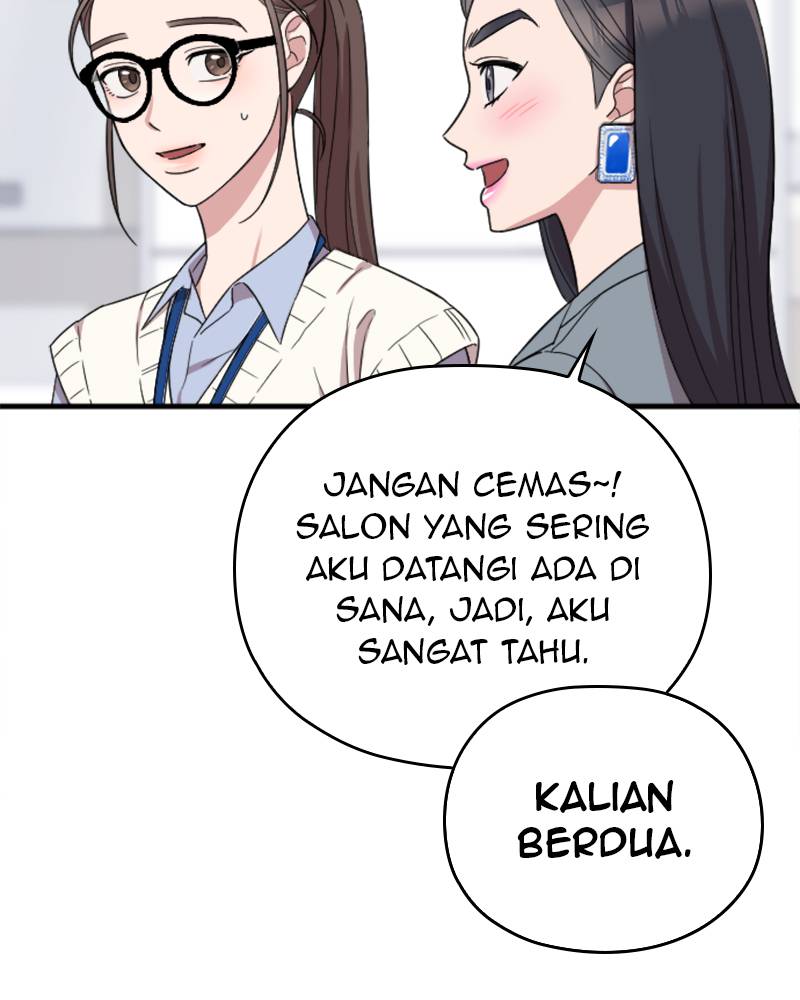 JANGAN CEMAS~!
SALON YANG SERING
AKU DATANGI ADA DI
SANA, JADI, AKU
SANGAT TAHU.
KALIAN
BERDUA.